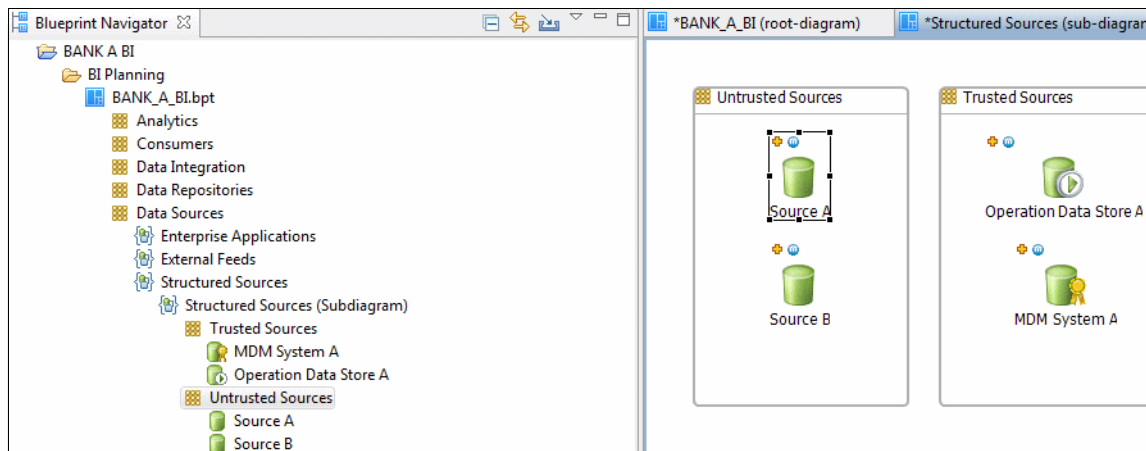 Blueprint Navigator
BANK A BI
BI Planning
BANK_A_BI.bpt
Analytics
Consumers
Data Integration
Data Repositories
Data Sources
Enterprise Applications
External Feeds
Structured Sources
Structured Sources (Subdiagram)
Trusted Sources
MDM System A
Operation Data Store A
Untrusted Sources
Source A
Source B
*BANK_A_BI (root-diagram)
*Structured Sources (sub-diagram
Untrusted Sources
Source A
Source B
Trusted Sources
Operation Data Store A
MDM System A